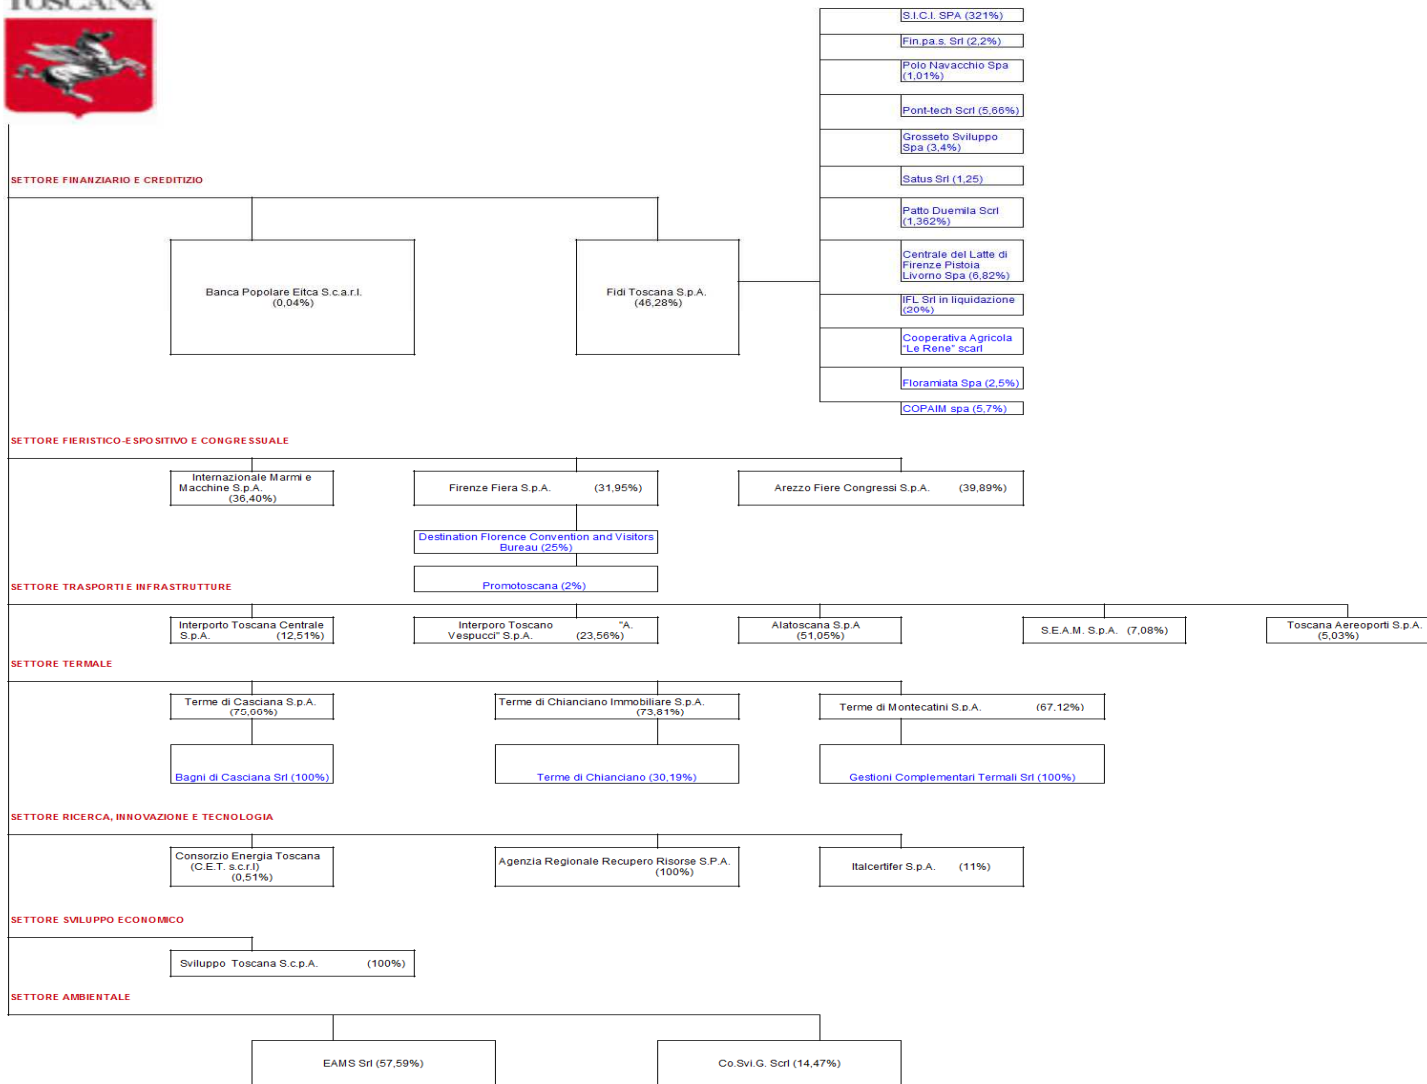 TOSCANA
S.I.C.I. SPA (321%)
Fin.pa.s. Srl (2,2%)
Polo Navacchio Spa
(1,01%)
Pont-tech Scrl (5,66%)
Grosseto Sviluppo
Spa (3,4%)
SETTORE FINANZIARIO E CREDITIZIO
Satus Srl (1,25)
Patto Duemila Scrl
(1,362%)
Centrale del Latte di
Firenze Pistoia
Livorno Spa (6,82%)
Banca Popolare Eitca S.c.a.r.l.
(0,04%)
Fidi Toscana S.p.A.
(46,28%)
IFL Srl in liquidazione
(20%)
Cooperativa Agricola
"Le Rene" scarl
Floramiata Spa (2,5%)
COPAIM spa (5,7%)
SETTORE FIERISTICO-ESPOSITIVO E CONGRESSUALE
Internazionale Marmi e
Macchine S.p.A.
(36,40%)
Firenze Fiera S.p.A. (31,95%)
Arezzo Fiere Congressi S.p.A. (39,89%)
Destination Florence Convention and Visitors
Bureau (25%)
Promotoscana (2%)
SETTORE TRASPORTI E INFRASTRUTTURE
Interporto Toscana Centrale
S.p.A. (12,51%)
Interporo Toscano "A.
Vespucci" S.p.A. (23,56%)
Alatoscana S.p.A
(51,05%)
S.E.A.M. S.p.A. (7,08%)
Toscana Aereoporti S.p.A.
(5,03%)
SETTORE TERMALE
Terme di Casciana S.p.A.
(75,66%)
Terme di Chianciano Immobiliare S.p.A.
(73,81%)
Terme di Montecatini S.p.A. (67,12%)
Bagni di Casciana Srl (100%)
Terme di Chianciano (30,19%)
Gestioni Complementari Termali Srl (100%)
SETTORE RICERCA, INNOVAZIONE E TECNOLOGIA
Consorzio Energia Toscana
(C.E.T. s.c.r.l)
(0,51%)
Agenzia Regionale Recupero Risorse S.P.A.
(100%)
Italcertifer S.p.A. (11%)
SETTORE SVILUPPO ECONOMICO
Sviluppo Toscana S.c.p.A. (100%)
SETTORE AMBIENTALE
EAMS Srl (57,59%)
Co.Svi.G. Scrl (14,47%)